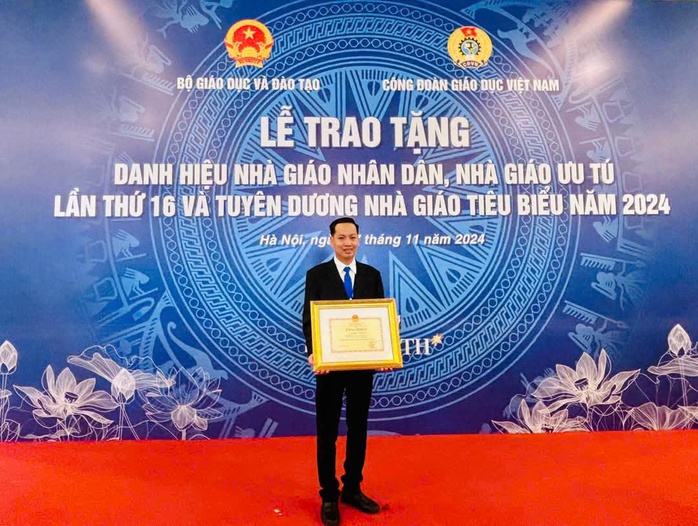 BỘ GIÁO DỤC VÀ ĐÀO TẠO
CÔNG ĐOÀN GIÁO DỤC VIỆT NAM
LỄ TRAO TẶNG
DANH HIỆU NHÀ GIÁO NHÂN DÂN, NHÀ GIÁO ƯU TÚ
LẦN THỨ 16 VÀ TUYÊN DƯƠNG NHÀ GIÁO TIÊU BIỂU NĂM 2024
Hà Nội, tháng 11 năm 2024